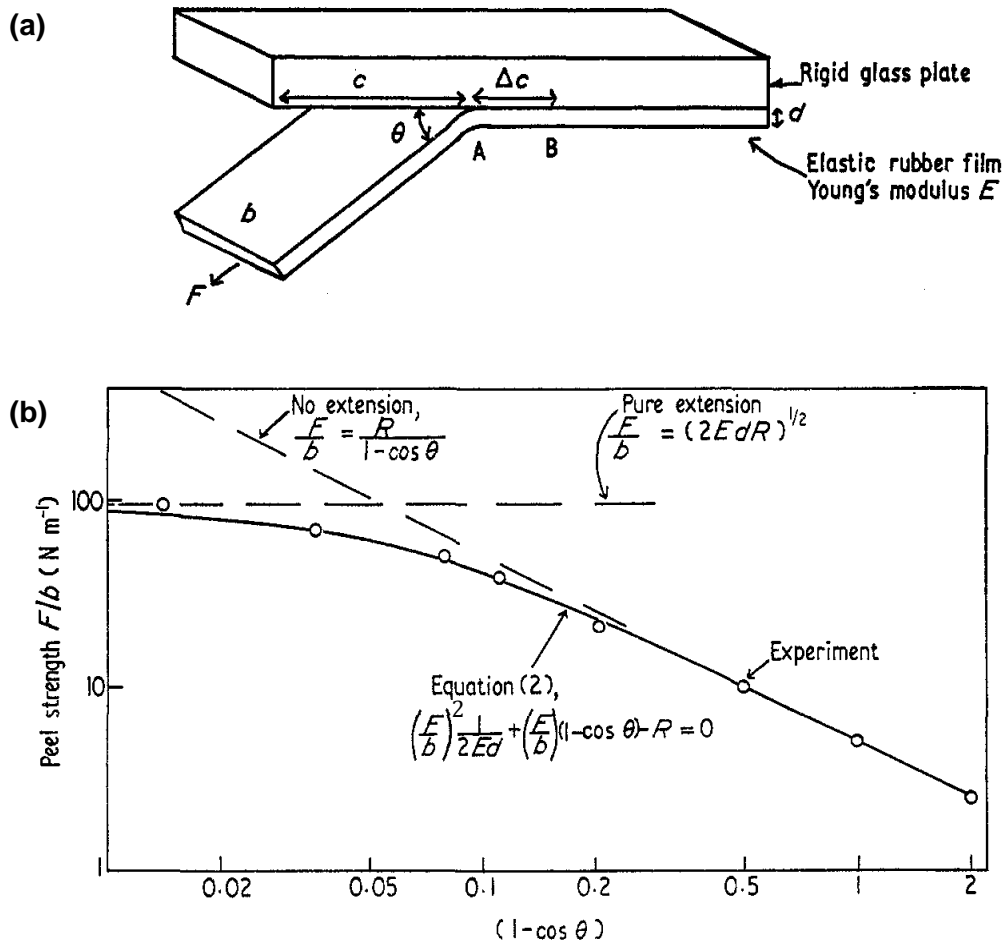 (a)
c
Δc
Rigid glass plate
d
θ
A
B
Elastic rubber film
Young's modulus E
b
F
(b)
No extension,
F/b = R/(1-cos θ)
Pure extension
F/b = (2EdR)^1/2
Peel strength F/b (N m⁻¹)
100
10
1
Experiment
Equation (2),
(F/b)² 1/2Ed + (F/b)(1-cos θ) - R = 0
0.02
0.05
0.1
0.2
0.5
1
2
(1-cos θ)